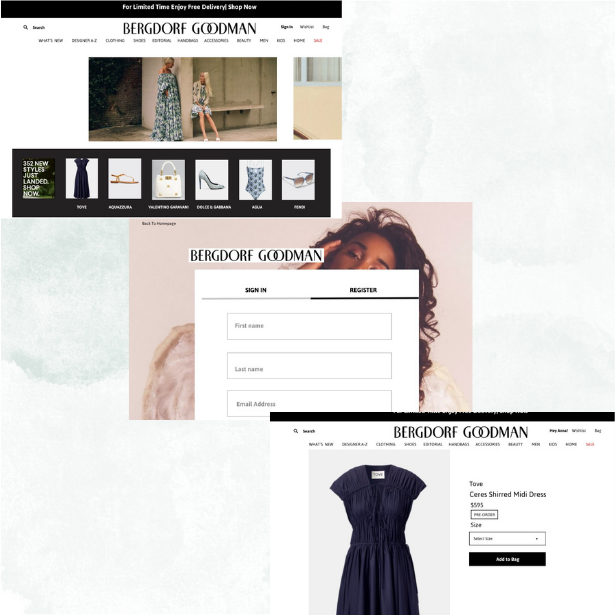 For Limited Time Enjoy Free Delivery| Shop Now
Search
BERGDORF GOODMAN
Sign In Wishlist Bag
WHAT'S NEW DESIGNER A-Z CLOTHING SHOES EDITORIAL HANDBAGS ACCESSORIES BEAUTY MEN KIDS HOME SALE
352 NEW
STYLES
JUST
LANDED.
SHOP
NOW.
TOVE AQUAZZURA VALENTINO GARAVANI DOLCE & GABBANA AGUA FENDI
Back To Homepage
BERGDORF GOODMAN
SIGN IN REGISTER
First name
Last name
Email Address
For Limited Time Enjoy Free Delivery| Shop Now
Search
BERGDORF GOODMAN
Hey Anna! Wishlist Bag
WHAT'S NEW DESIGNER A-Z CLOTHING SHOES EDITORIAL HANDBAGS ACCESSORIES BEAUTY MEN KIDS HOME SALE
TOVE
Tove
Ceres Shirred Midi Dress
$595
PRE-ORDER
Size
Select Size
Add to Bag